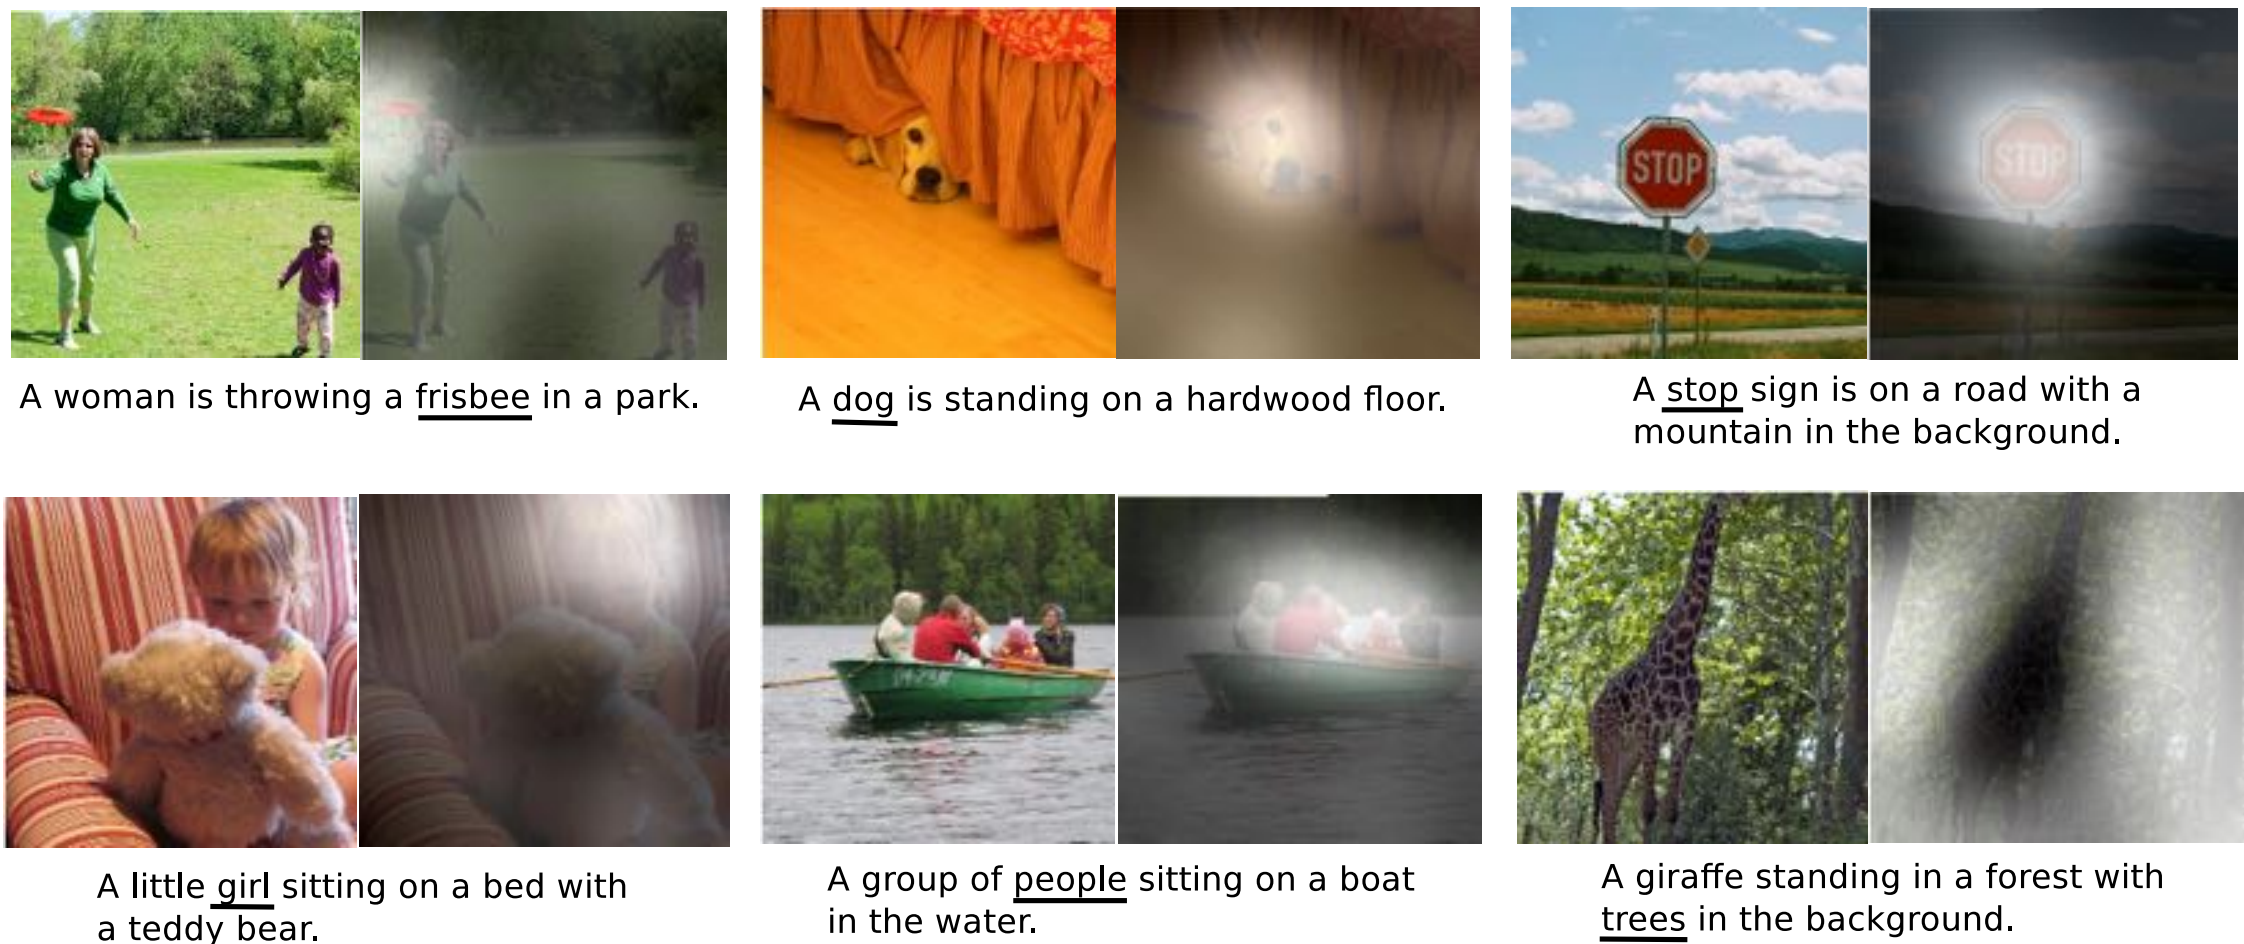 STOP
STOP
A woman is throwing a frisbee in a park.
A dog is standing on a hardwood floor.
A stop sign is on a road with a
mountain in the background.
A little girl sitting on a bed with
a teddy bear.
A group of people sitting on a boat
in the water.
A giraffe standing in a forest with
trees in the background.